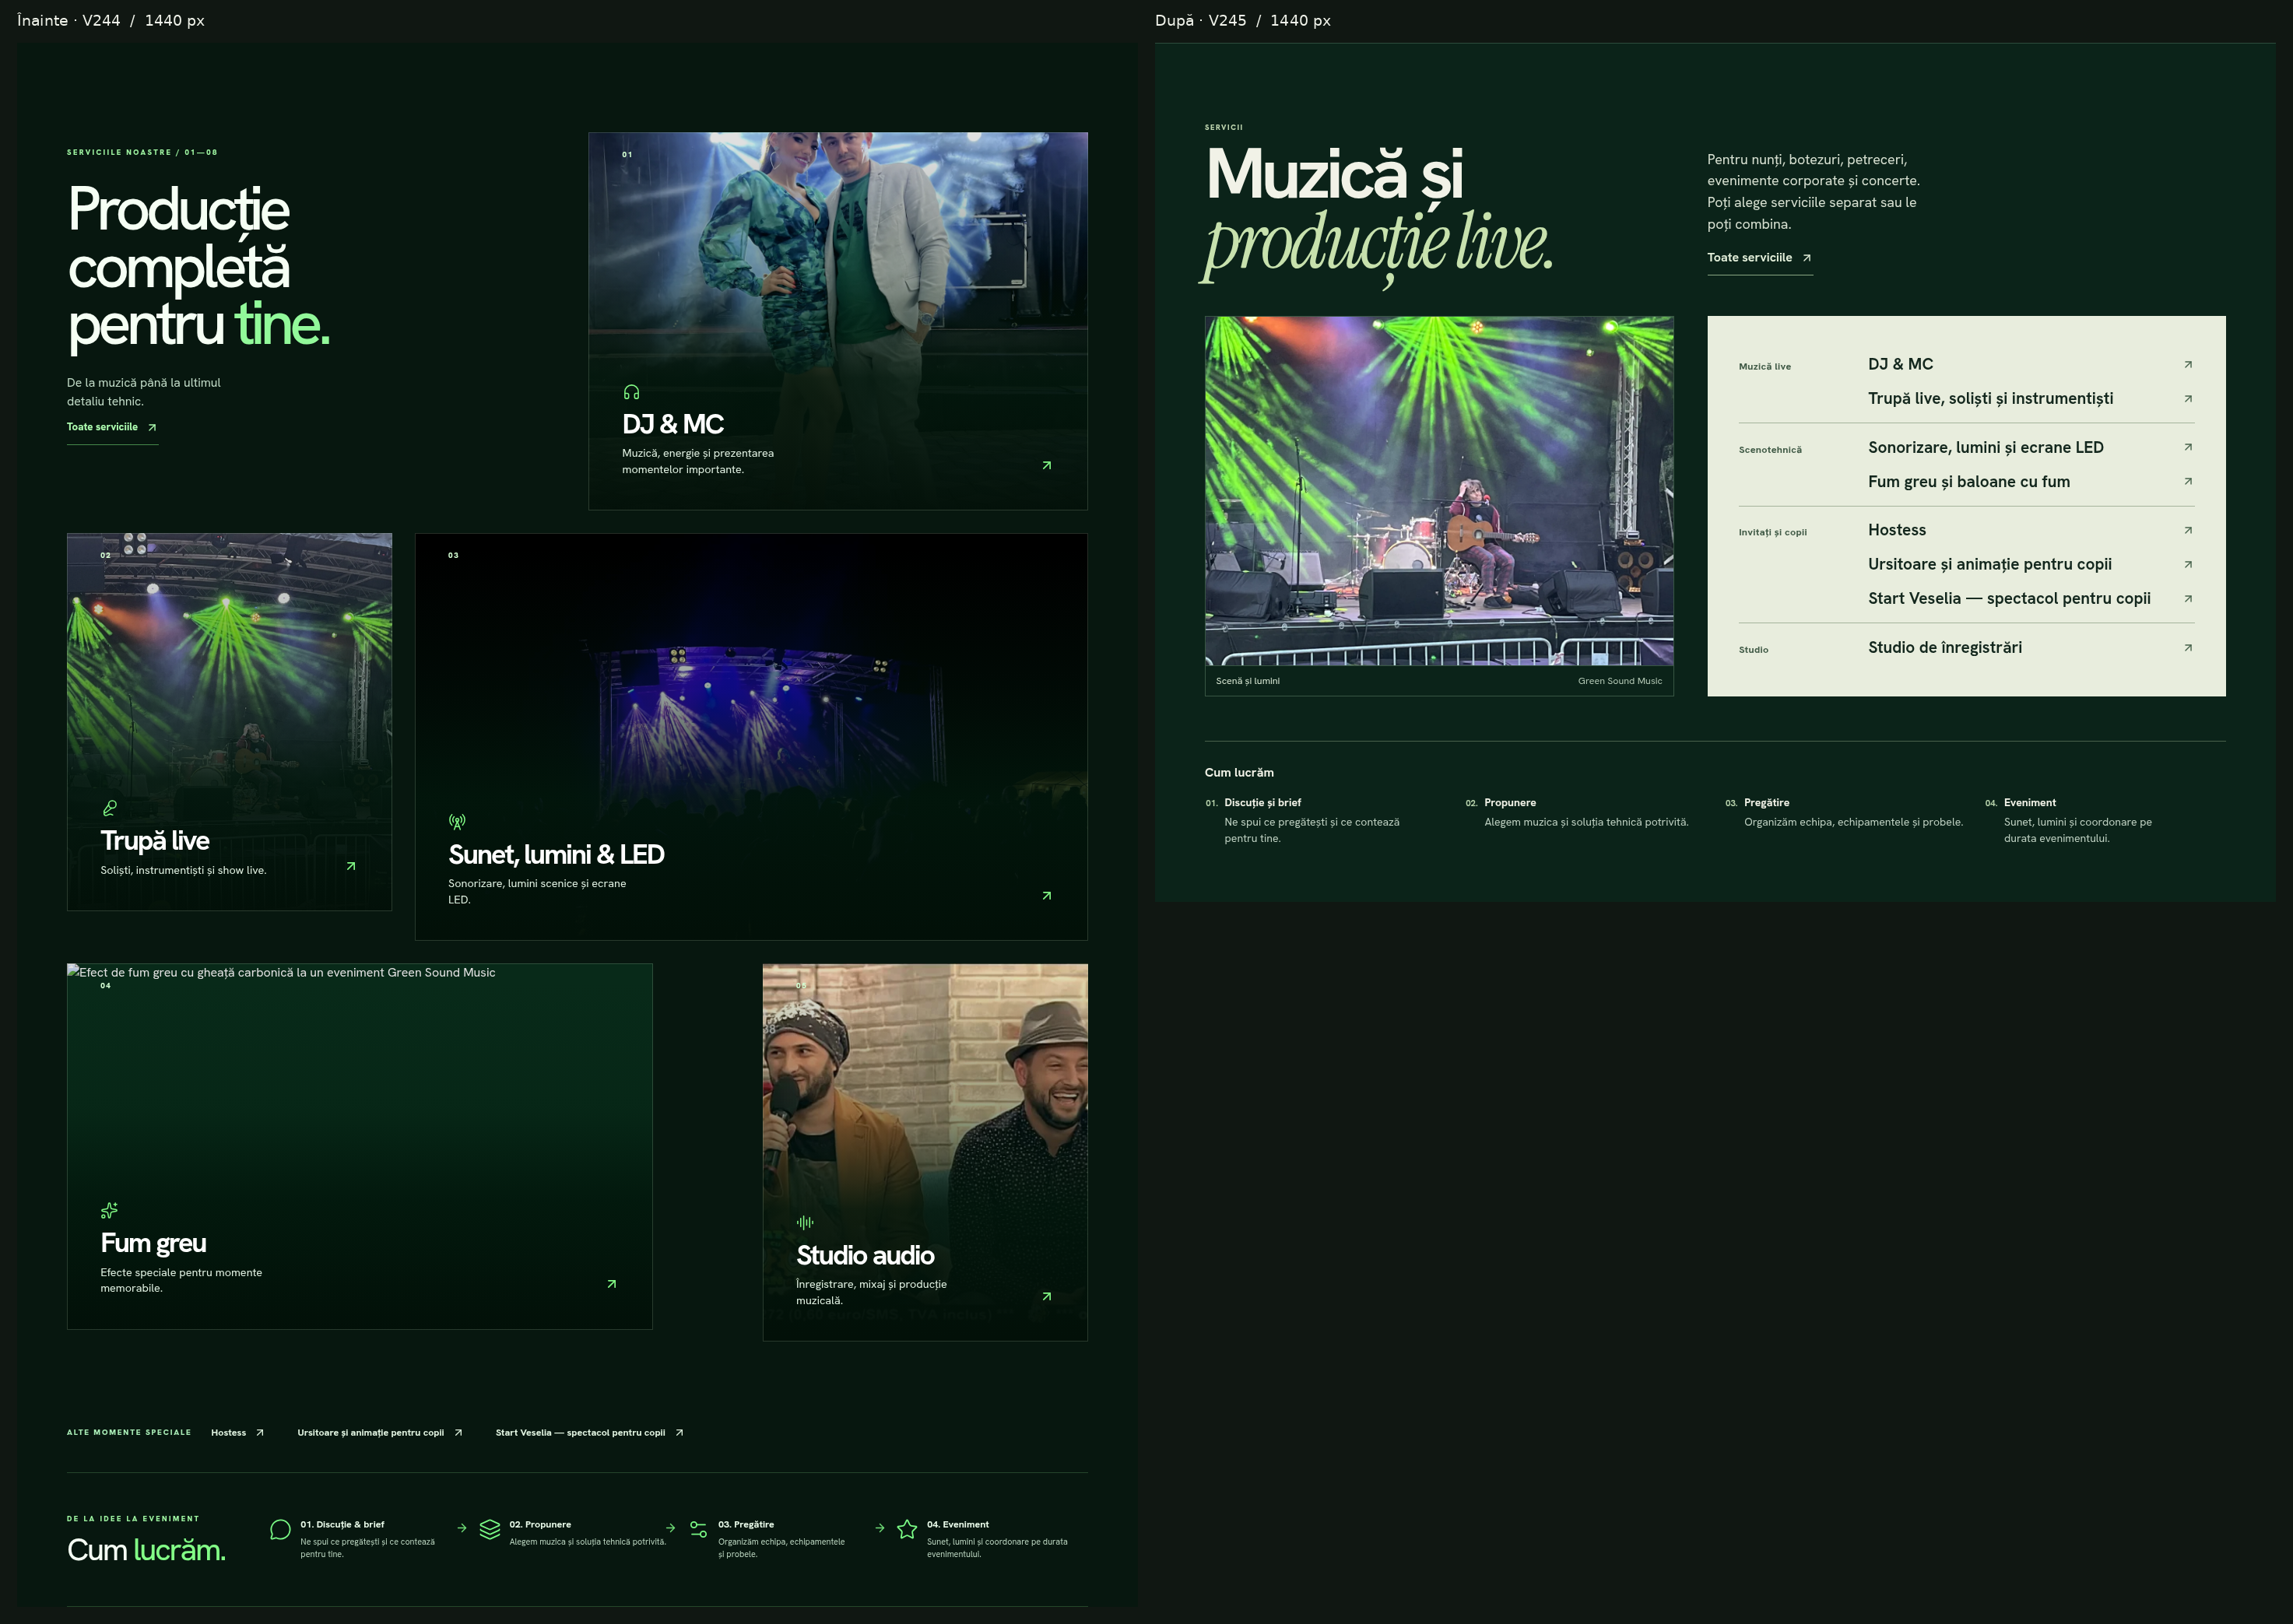 Înainte · V244 / 1440 px
SERVICIILE NOASTRE / 01—08
Producție
completă
pentru tine.
De la muzică până la ultimul
detaliu tehnic.
Toate serviciile
01
DJ & MC
Muzică, energie și prezentarea
momentelor importante.
02
Trupă live
Soliști, instrumentiști și show live.
03
Sunet, lumini & LED
Sonorizare, lumini scenice și ecrane
LED.
Efect de fum greu cu gheață carbonică la un eveniment Green Sound Music
04
Fum greu
Efecte speciale pentru momente
memorabile.
05
Studio audio
Înregistrare, mixaj și producție
muzicală.
ALTE MOMENTE SPECIALE
Hostess
Ursitoare și animație pentru copii
Start Veselia — spectacol pentru copii
DE LA IDEE LA EVENIMENT
Cum lucrăm.
01. Discuție & brief
Ne spui ce pregătești și ce contează
pentru tine.
02. Propunere
Alegem muzica și soluția tehnică potrivită.
03. Pregătire
Organizăm echipa, echipamentele
și probele.
04. Eveniment
Sunet, lumini și coordonare pe durata
evenimentului.
După · V245 / 1440 px
SERVICII
Muzică și
producție live.
Pentru nunți, botezuri, petreceri,
evenimente corporate și concerte.
Poți alege serviciile separat sau le
poți combina.
Toate serviciile
Scenă și lumini
Green Sound Music
Muzică live
DJ & MC
Trupă live, soliști și instrumentiști
Scenotehnică
Sonorizare, lumini și ecrane LED
Fum greu și baloane cu fum
Invitați și copii
Hostess
Ursitoare și animație pentru copii
Start Veselia — spectacol pentru copii
Studio
Studio de înregistrări
Cum lucrăm
01. Discuție și brief
Ne spui ce pregătești și ce contează
pentru tine.
02. Propunere
Alegem muzica și soluția tehnică potrivită.
03. Pregătire
Organizăm echipa, echipamentele și probele.
04. Eveniment
Sunet, lumini și coordonare pe
durata evenimentului.